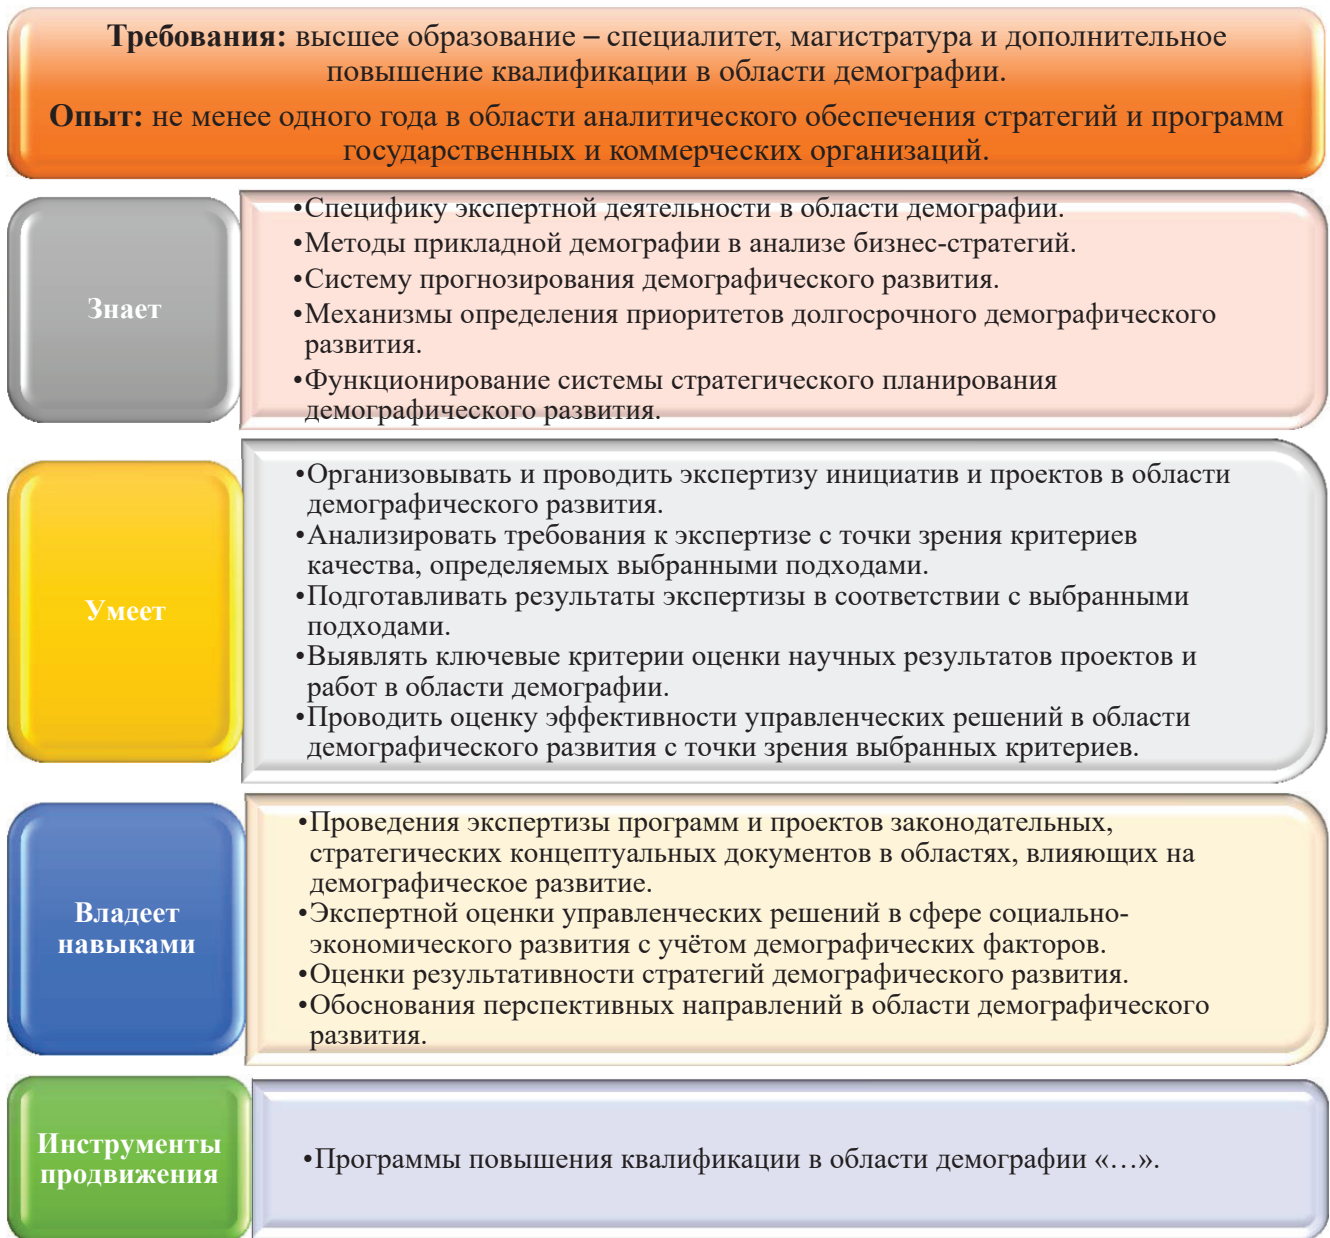 Требования: высшее образование – специалитет, магистратура и дополнительное
повышение квалификации в области демографии.
Опыт: не менее одного года в области аналитического обеспечения стратегий и программ
государственных и коммерческих организаций.
Знает
•Специфику экспертной деятельности в области демографии.
•Методы прикладной демографии в анализе бизнес-стратегий.
•Систему прогнозирования демографического развития.
•Механизмы определения приоритетов долгосрочного демографического
развития.
•Функционирование системы стратегического планирования
демографического развития.
Умеет
•Организовывать и проводить экспертизу инициатив и проектов в области
демографического развития.
•Анализировать требования к экспертизе с точки зрения критериев
качества, определяемых выбранными подходами.
•Подготавливать результаты экспертизы в соответствии с выбранными
подходами.
•Выявлять ключевые критерии оценки научных результатов проектов и
работ в области демографии.
•Проводить оценку эффективности управленческих решений в области
демографического развития с точки зрения выбранных критериев.
Владеет
навыками
•Проведения экспертизы программ и проектов законодательных,
стратегических концептуальных документов в областях, влияющих на
демографическое развитие.
•Экспертной оценки управленческих решений в сфере социально-
экономического развития с учётом демографических факторов.
•Оценки результативности стратегий демографического развития.
•Обоснования перспективных направлений в области демографического
развития.
Инструменты
продвижения
•Программы повышения квалификации в области демографии «…».